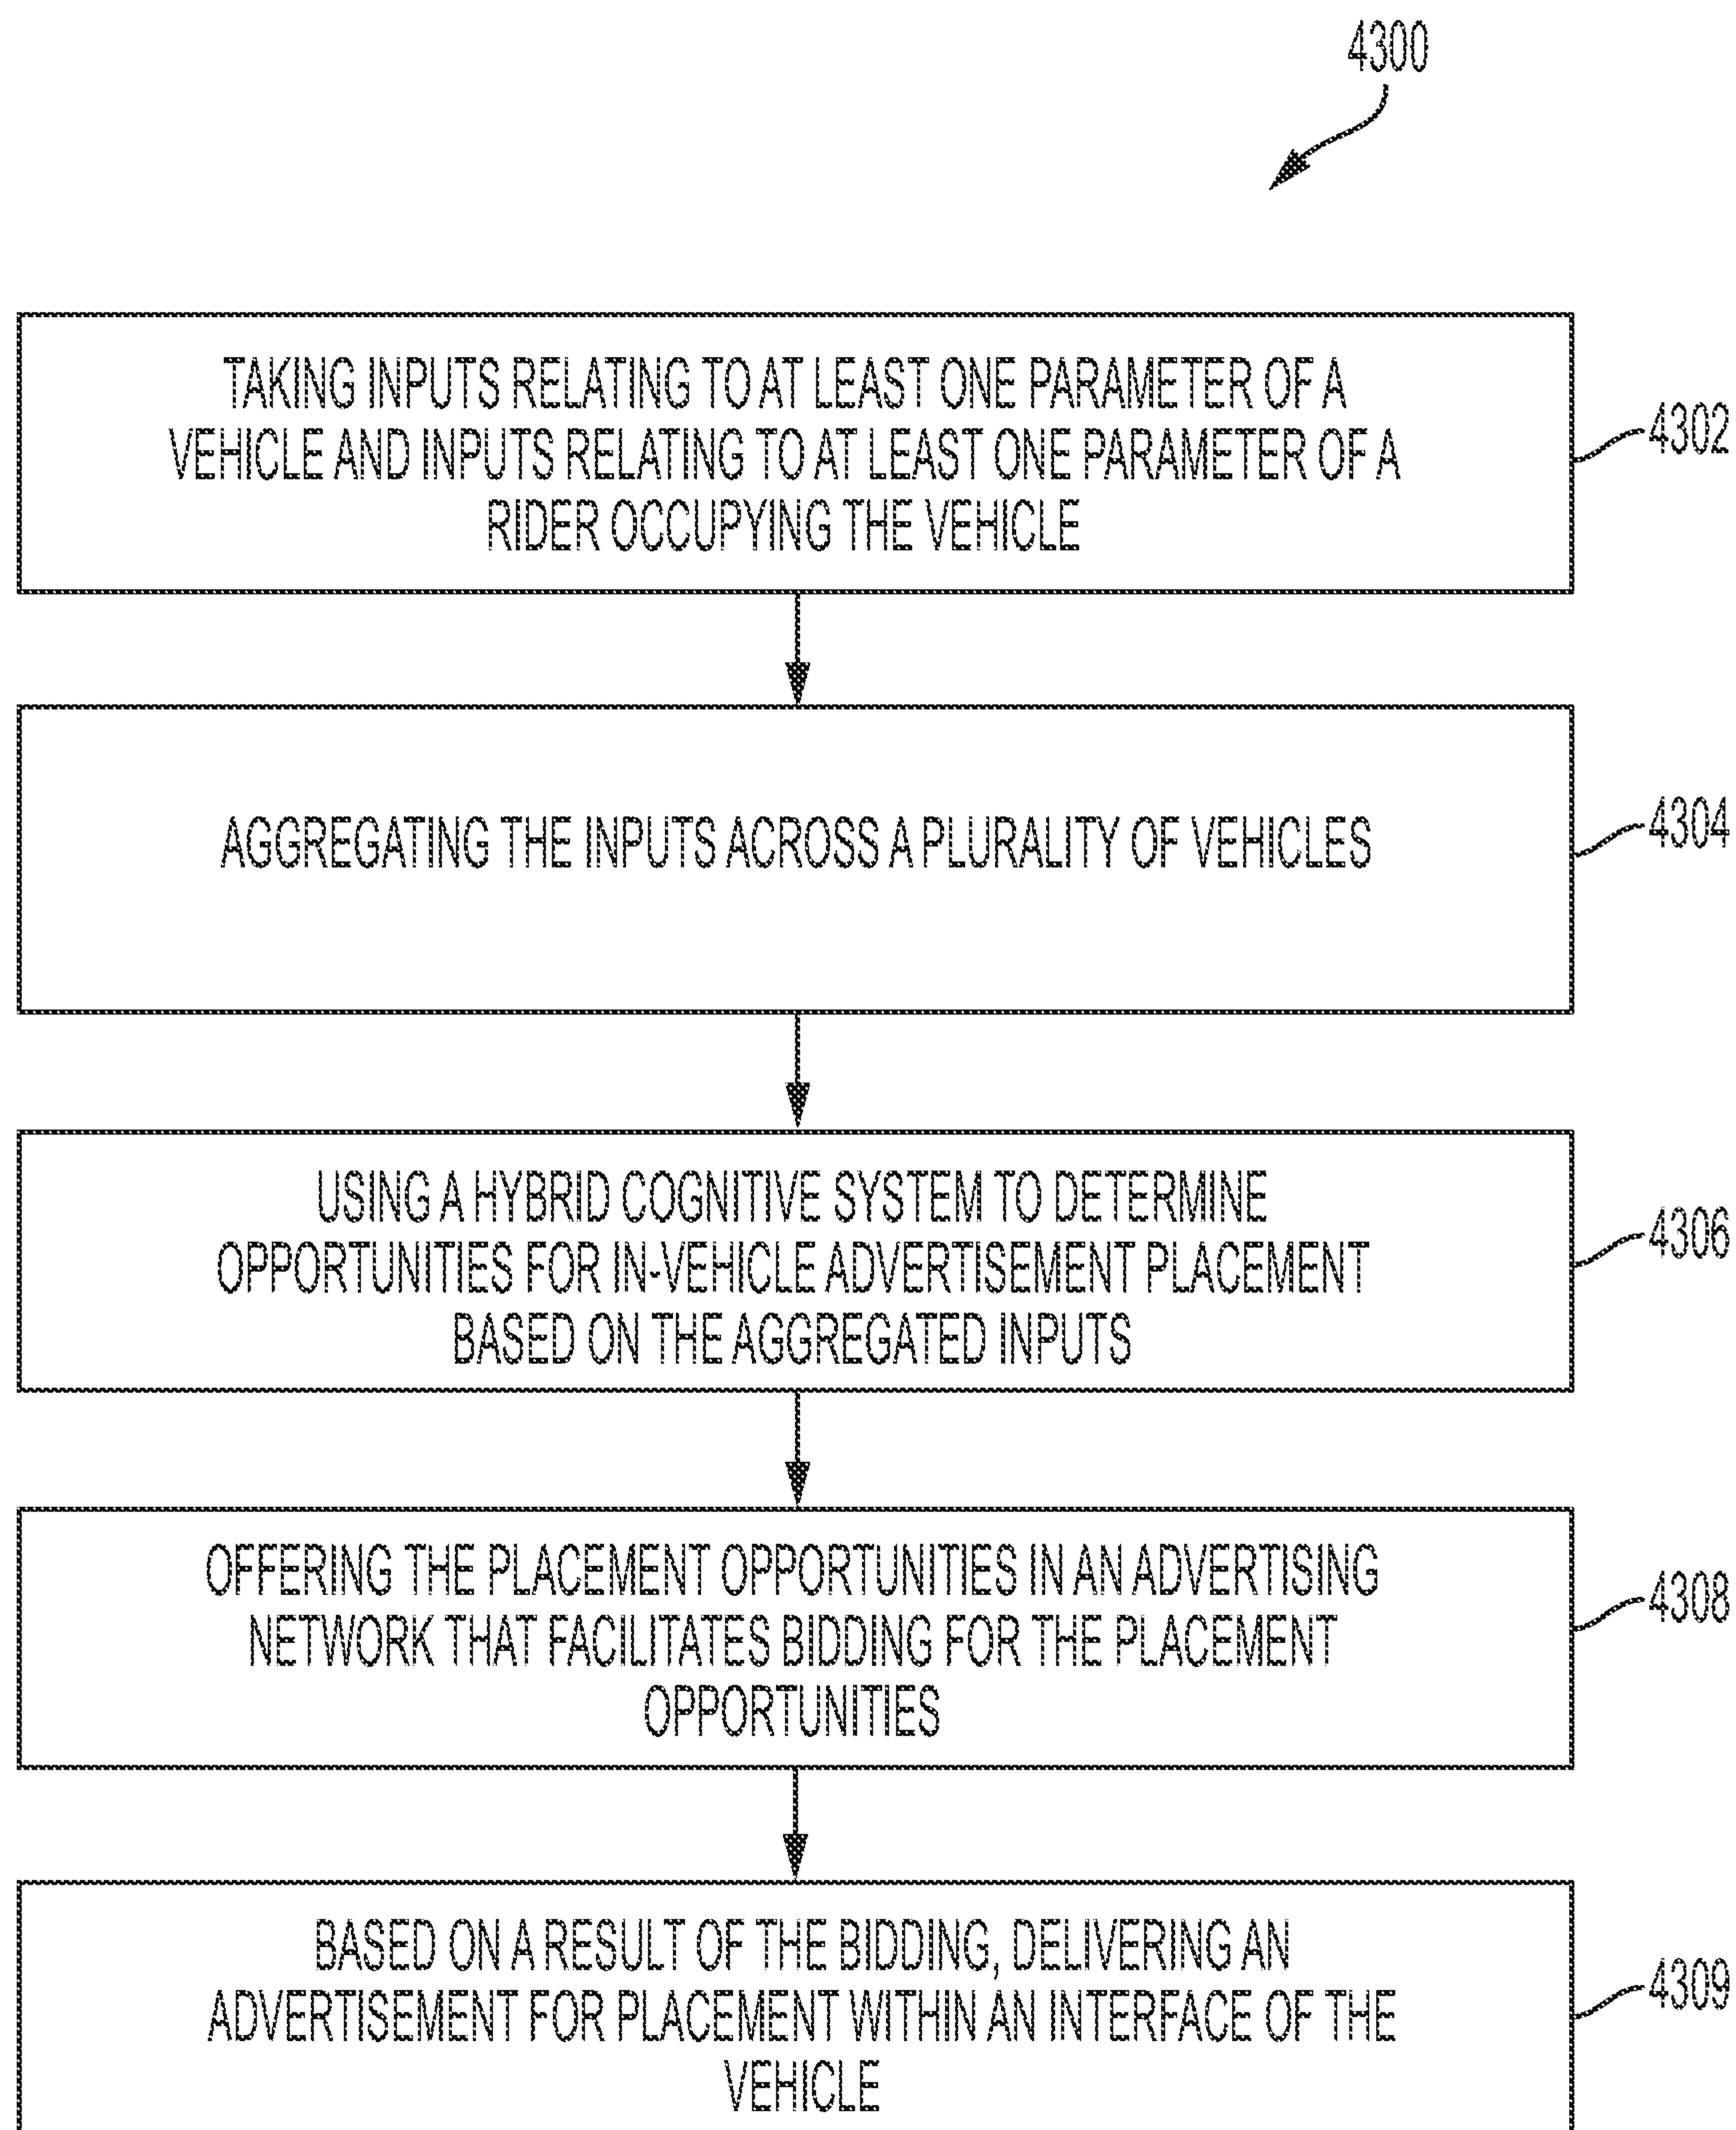 4300
TAKING INPUTS RELATING TO AT LEAST ONE PARAMETER OF A
VEHICLE AND INPUTS RELATING TO AT LEAST ONE PARAMETER OF A
RIDER OCCUPYING THE VEHICLE
4302
AGGREGATING THE INPUTS ACROSS A PLURALITY OF VEHICLES
4304
USING A HYBRID COGNITIVE SYSTEM TO DETERMINE
OPPORTUNITIES FOR IN-VEHICLE ADVERTISEMENT PLACEMENT
BASED ON THE AGGREGATED INPUTS
4306
OFFERING THE PLACEMENT OPPORTUNITIES IN AN ADVERTISING
NETWORK THAT FACILITATES BIDDING FOR THE PLACEMENT
OPPORTUNITIES
4308
BASED ON A RESULT OF THE BIDDING, DELIVERING AN
ADVERTISEMENT FOR PLACEMENT WITHIN AN INTERFACE OF THE
VEHICLE
4309